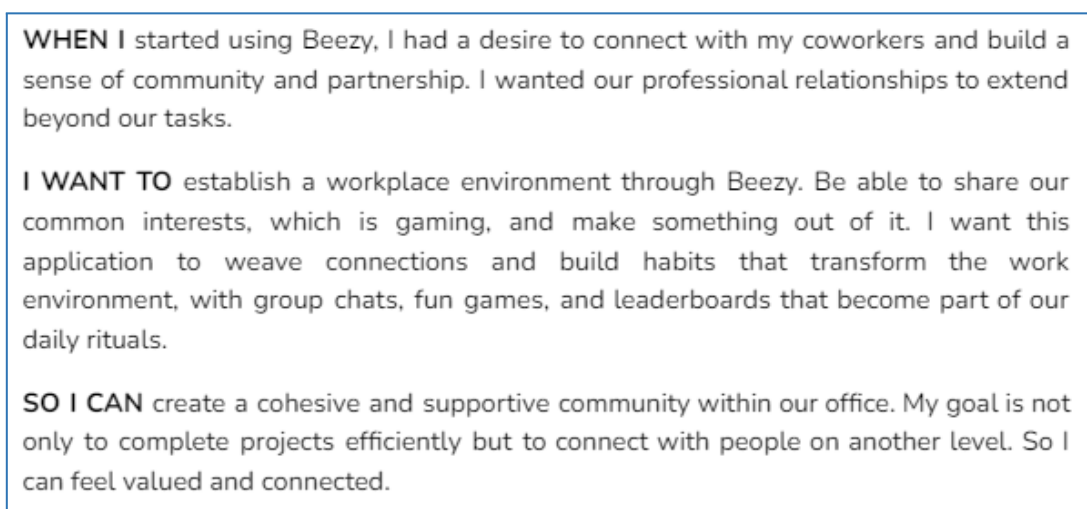 WHEN I started using Beezy, I had a desire to connect with my coworkers and build a
sense of community and partnership. I wanted our professional relationships to extend
beyond our tasks.
I WANT TO establish a workplace environment through Beezy. Be able to share our
common interests, which is gaming, and make something out of it. I want this
application to weave connections and build habits that transform the work
environment, with group chats, fun games, and leaderboards that become part of our
daily rituals.
SO I CAN create a cohesive and supportive community within our office. My goal is not
only to complete projects efficiently but to connect with people on another level. So I
can feel valued and connected.